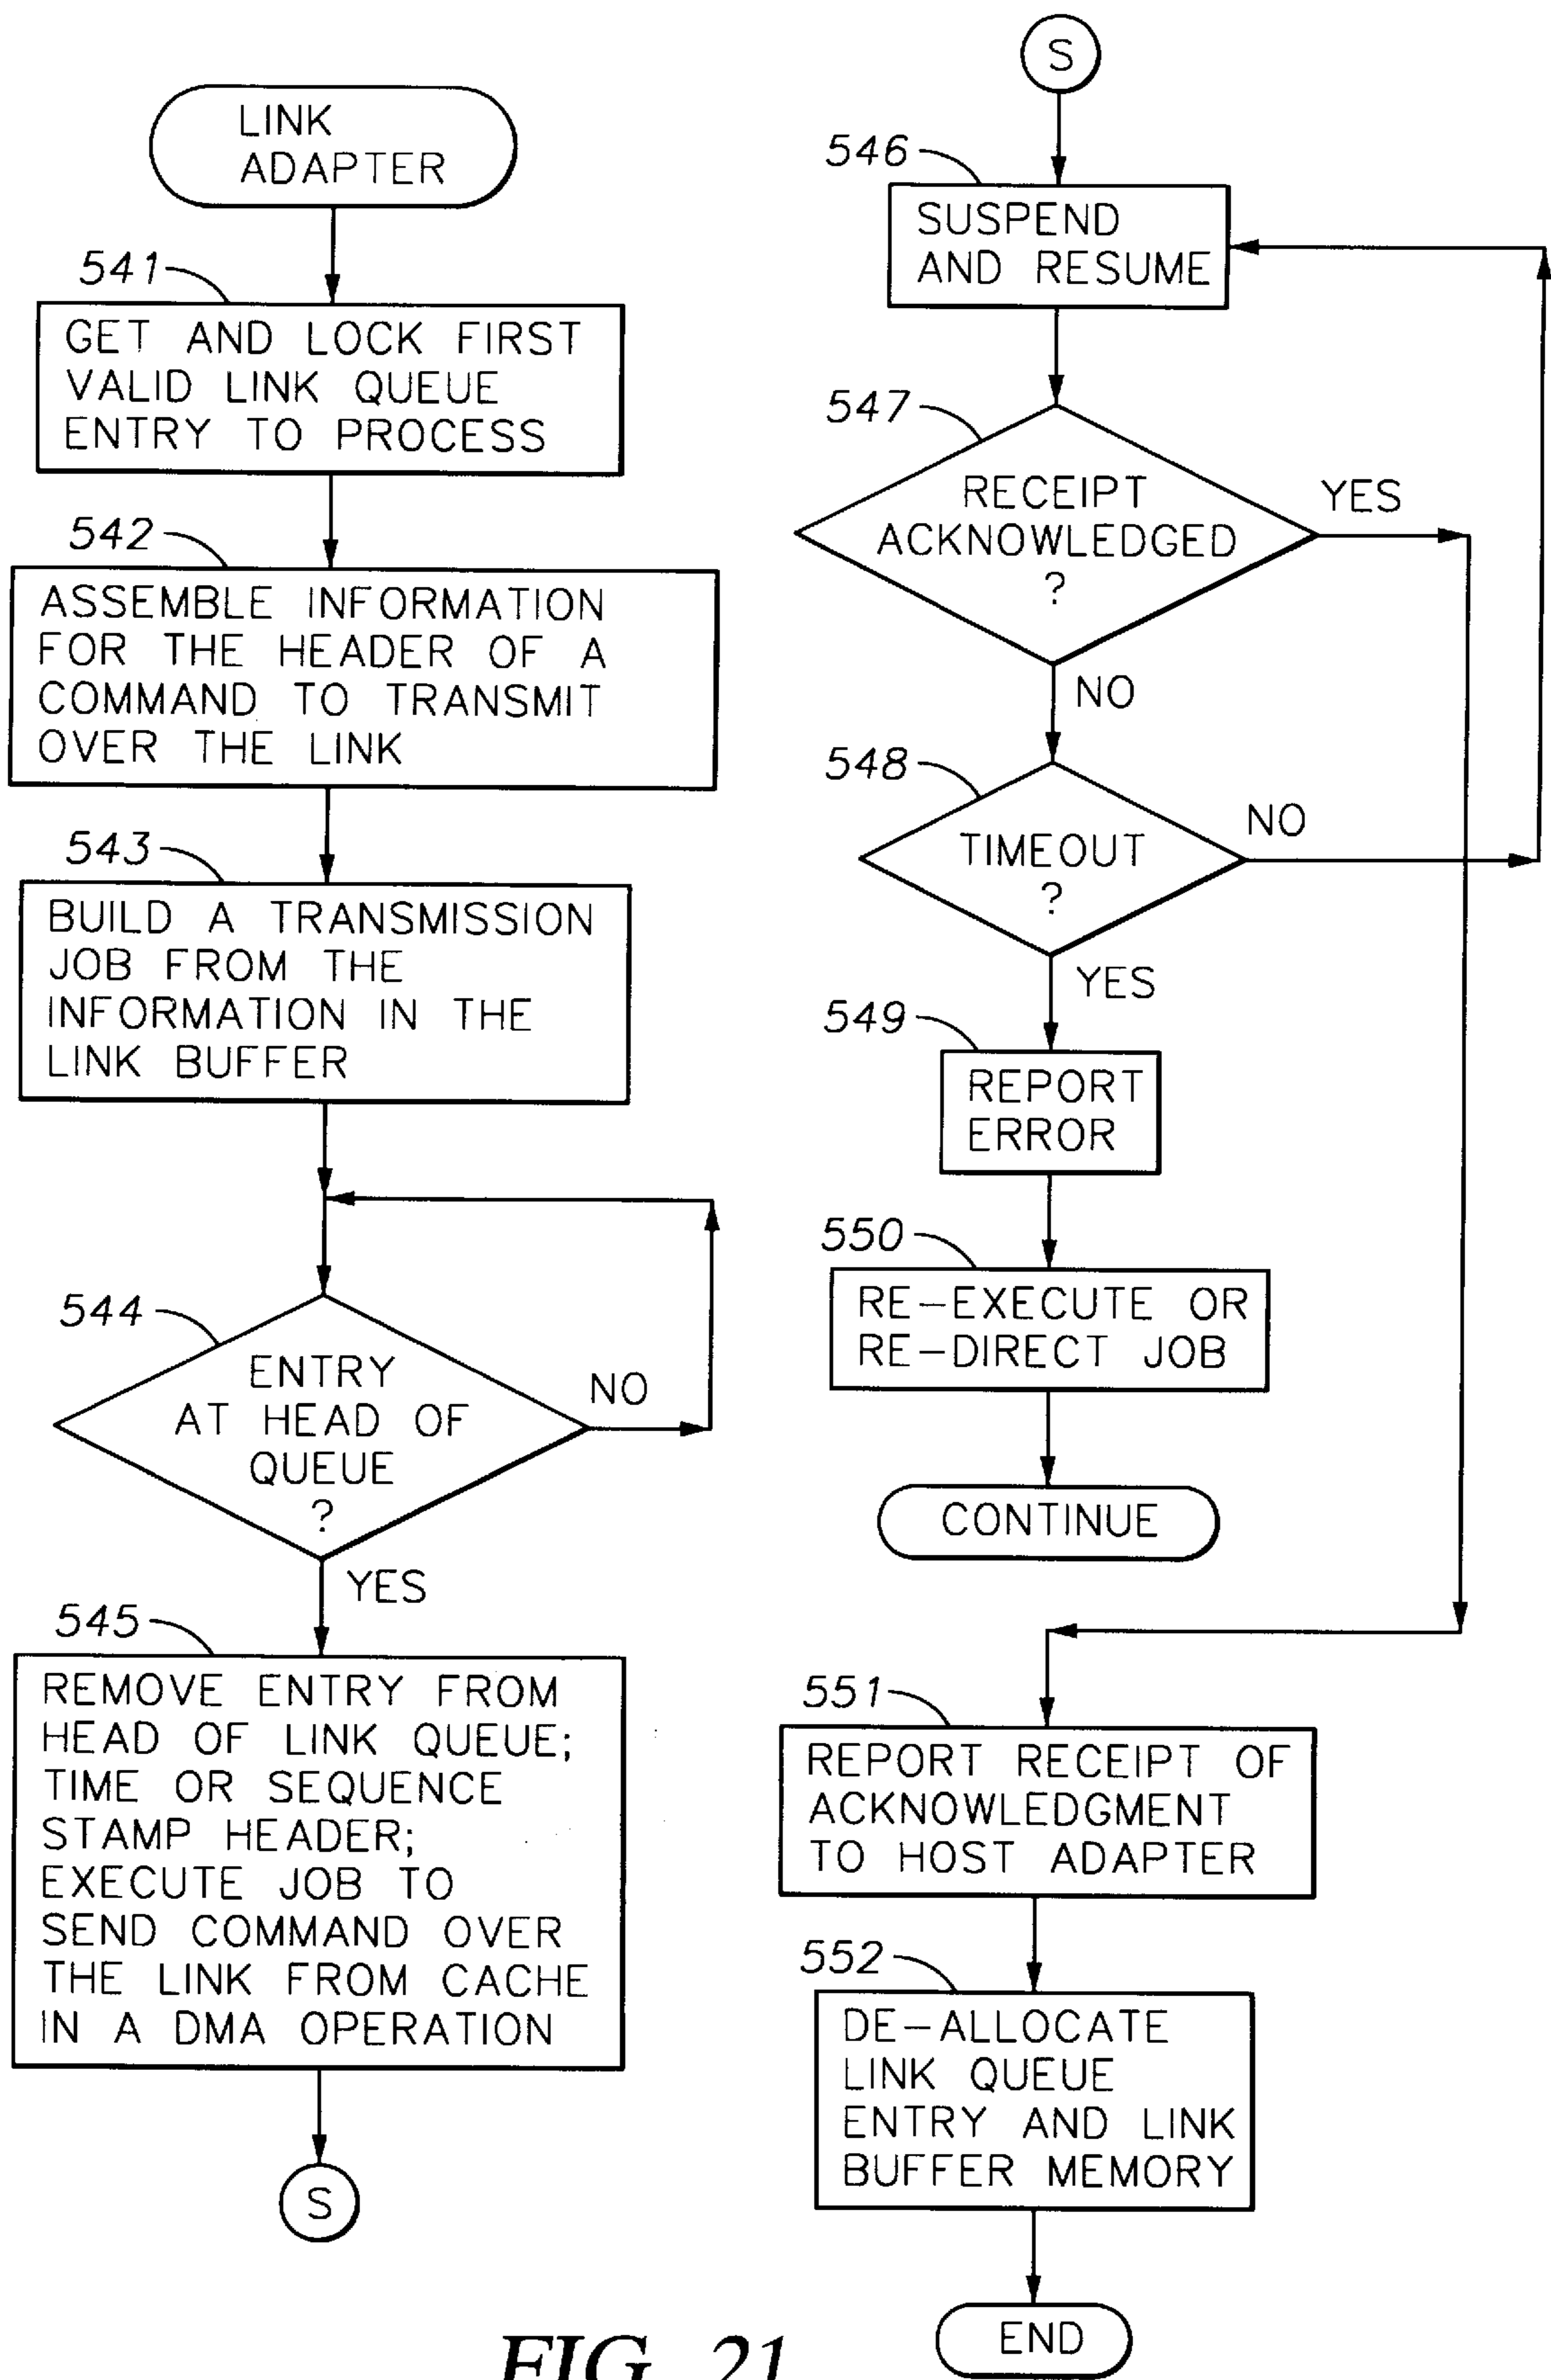 LINK
ADAPTER
541
GET AND LOCK FIRST
VALID LINK QUEUE
ENTRY TO PROCESS
542
ASSEMBLE INFORMATION
FOR THE HEADER OF A
COMMAND TO TRANSMIT
OVER THE LINK
543
BUILD A TRANSMISSION
JOB FROM THE
INFORMATION IN THE
LINK BUFFER
544
ENTRY
AT HEAD OF
QUEUE
?
NO
YES
545
REMOVE ENTRY FROM
HEAD OF LINK QUEUE;
TIME OR SEQUENCE
STAMP HEADER;
EXECUTE JOB TO
SEND COMMAND OVER
THE LINK FROM CACHE
IN A DMA OPERATION
S
S
546
SUSPEND
AND RESUME
547
RECEIPT
ACKNOWLEDGED
?
YES
NO
548
TIMEOUT
?
NO
YES
549
REPORT
ERROR
550
RE-EXECUTE OR
RE-DIRECT JOB
CONTINUE
551
REPORT RECEIPT OF
ACKNOWLEDGMENT
TO HOST ADAPTER
552
DE-ALLOCATE
LINK QUEUE
ENTRY AND LINK
BUFFER MEMORY
END
FIG. 21